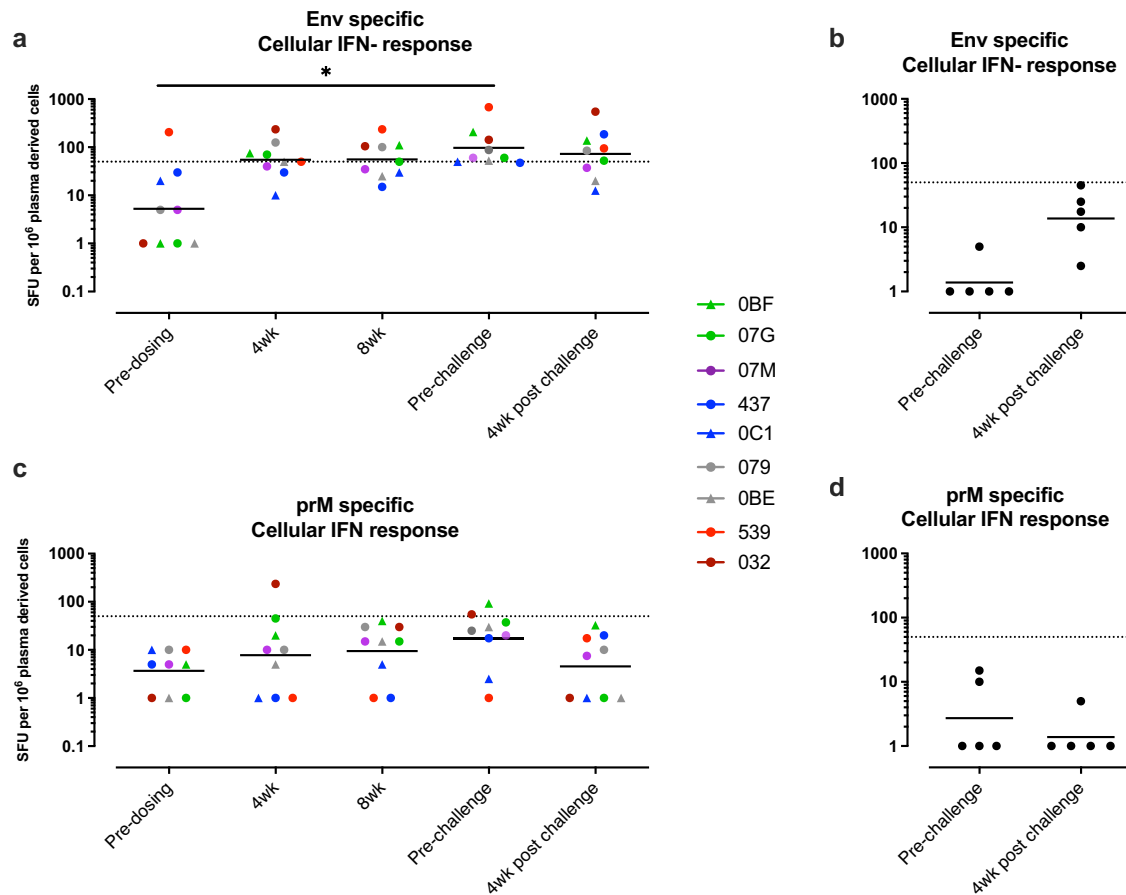 a
Env specific
Cellular IFN- response
*
SFU per 10⁶ plasma derived cells
1000
100
10
1
0.1
Pre-dosing
4wk
8wk
Pre-challenge
4wk post challenge
b
Env specific
Cellular IFN- response
1000
100
10
1
Pre-challenge
4wk post challenge
0BF
07G
07M
437
0C1
079
0BE
539
032
c
prM specific
Cellular IFN response
SFU per 10⁶ plasma derived cells
1000
100
10
1
0.1
Pre-dosing
4wk
8wk
Pre-challenge
4wk post challenge
d
prM specific
Cellular IFN response
1000
100
10
1
Pre-challenge
4wk post challenge